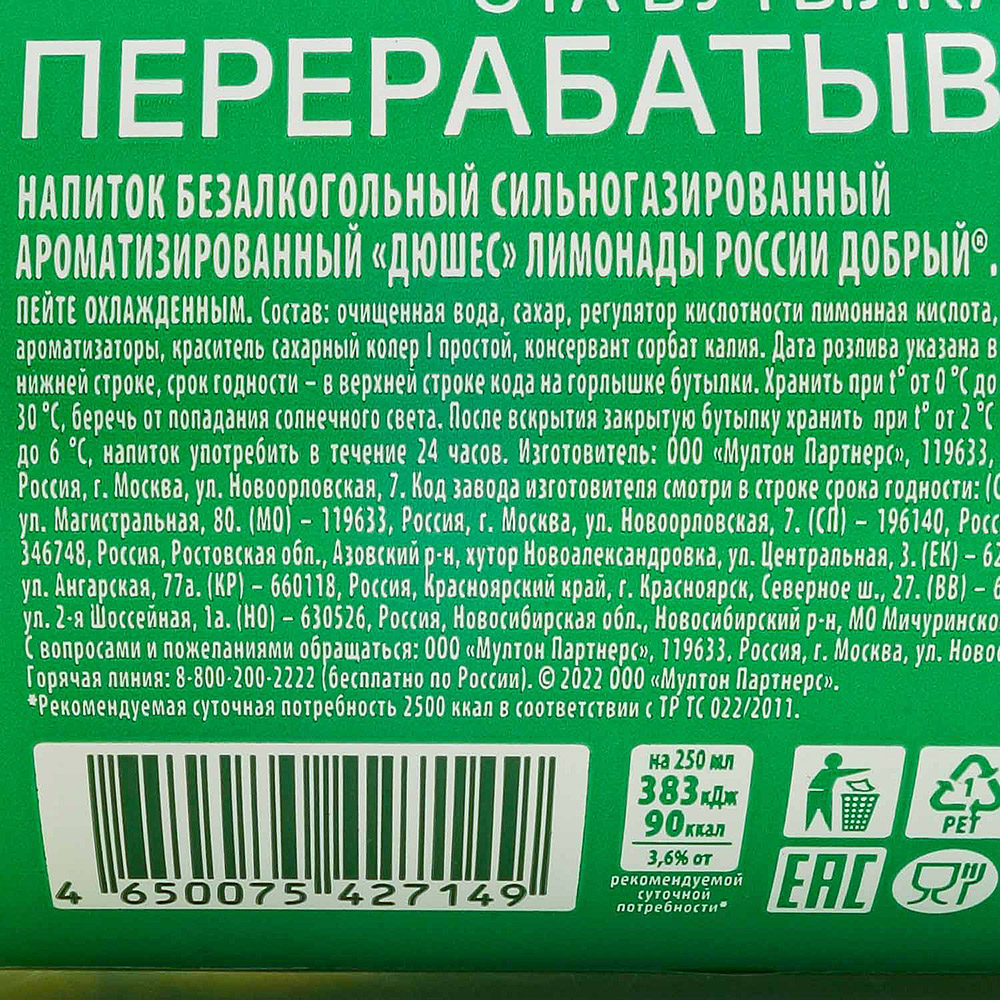 ЭТА БУТЫЛКА
ПЕРЕРАБАТЫВ
НАПИТОК БЕЗАЛКОГОЛЬНЫЙ СИЛЬНОГАЗИРОВАННЫЙ
АРОМАТИЗИРОВАННЫЙ «ДЮШЕС» ЛИМОНАДЫ РОССИИ ДОБРЫЙ®.
ПЕЙТЕ ОХЛАЖДЕННЫМ. Состав: очищенная вода, сахар, регулятор кислотности лимонная кислота,
ароматизаторы, краситель сахарный колер I простой, консервант сорбат калия. Дата розлива указана в
нижней строке, срок годности – в верхней строке кода на горлышке бутылки. Хранить при t° от 0 °С до
30 °С, беречь от попадания солнечного света. После вскрытия закрытую бутылку хранить при t° от 2 °С
до 6 °С, напиток употребить в течение 24 часов. Изготовитель: ООО «Мултон Партнерс», 119633,
Россия, г. Москва, ул. Новоорловская, 7. Код завода изготовителя смотри в строке срока годности: (С
ул. Магистральная, 80. (МО) – 119633, Россия, г. Москва, ул. Новоорловская, 7. (СП) – 196140, Росс
346748, Россия, Ростовская обл., Азовский р-н, хутор Новоалександровка, ул. Центральная, 3. (ЕК) – 62
ул. Ангарская, 77а. (КР) – 660118, Россия, Красноярский край, г. Красноярск, Северное ш., 27. (ВВ) – 6
ул. 2-я Шоссейная, 1а. (НО) – 630526, Россия, Новосибирская обл., Новосибирский р-н, МО Мичуринско
С вопросами и пожеланиями обращаться: ООО «Мултон Партнерс», 119633, Россия, г. Москва, ул. Новоо
Горячая линия: 8-800-200-2222 (бесплатно по России). © 2022 ООО «Мултон Партнерс».
*Рекомендуемая суточная потребность 2500 ккал в соответствии с ТР ТС 022/2011.
на 250 мл
383 кДж
90 ккал
3,6% от
рекомендуемой
суточной
потребности*
1
PET
EAC
4 650075 427149